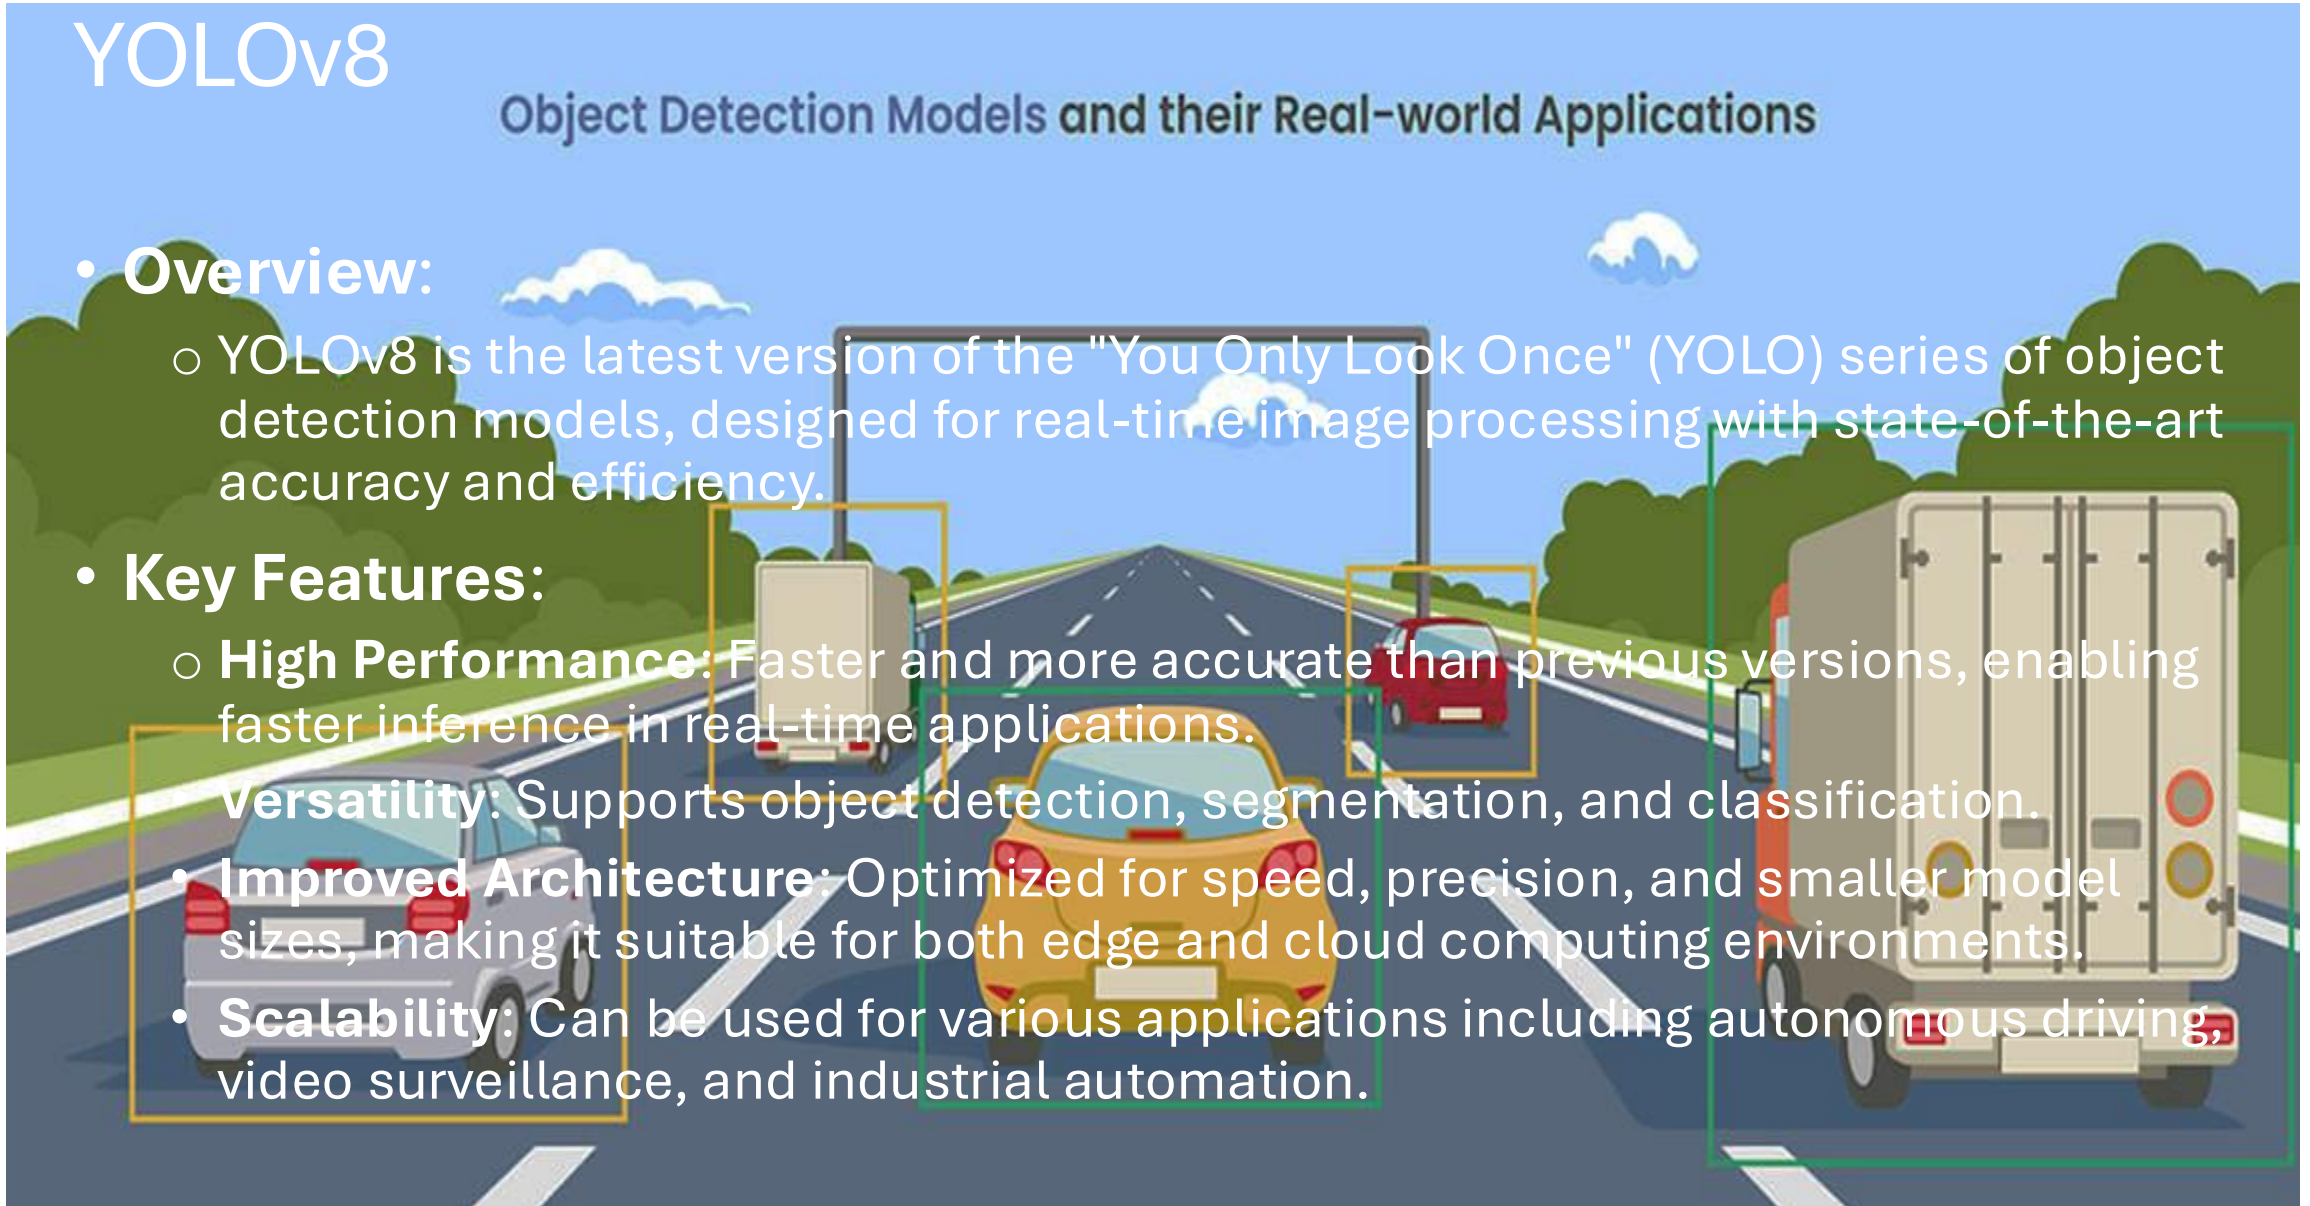 YOLOv8
Object Detection Models and their Real-world Applications
• Overview:
○ YOLOv8 is the latest version of the "You Only Look Once" (YOLO) series of object
detection models, designed for real-time image processing with state-of-the-art
accuracy and efficiency.
• Key Features:
○ High Performance: Faster and more accurate than previous versions, enabling
faster inference in real-time applications.
• Versatility: Supports object detection, segmentation, and classification.
• Improved Architecture: Optimized for speed, precision, and smaller model
sizes, making it suitable for both edge and cloud computing environments.
• Scalability: Can be used for various applications including autonomous driving,
video surveillance, and industrial automation.